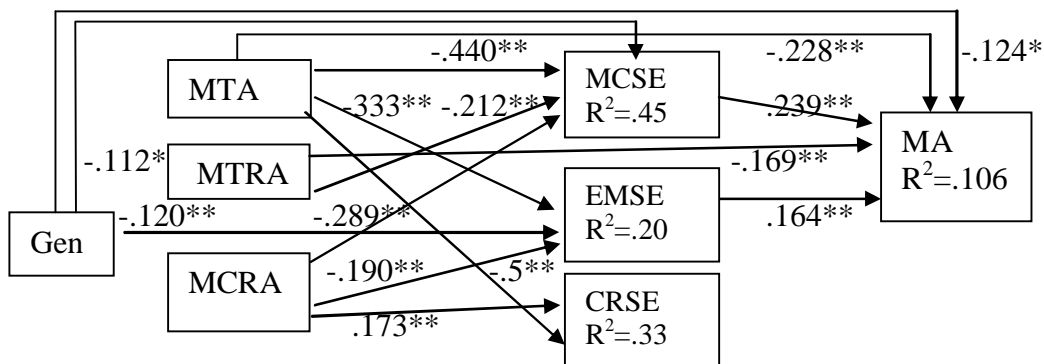 -.440**
-.228**
-.124*
MTA
MCSE
R²=.45
-.333**
-.212**
.239**
MA
R²=.106
-.112*
MTRA
-.169**
Gen
-.120**
-.289**
EMSE
R²=.20
.164**
MCRA
-.190**
-.5**
CRSE
R²=.33
.173**